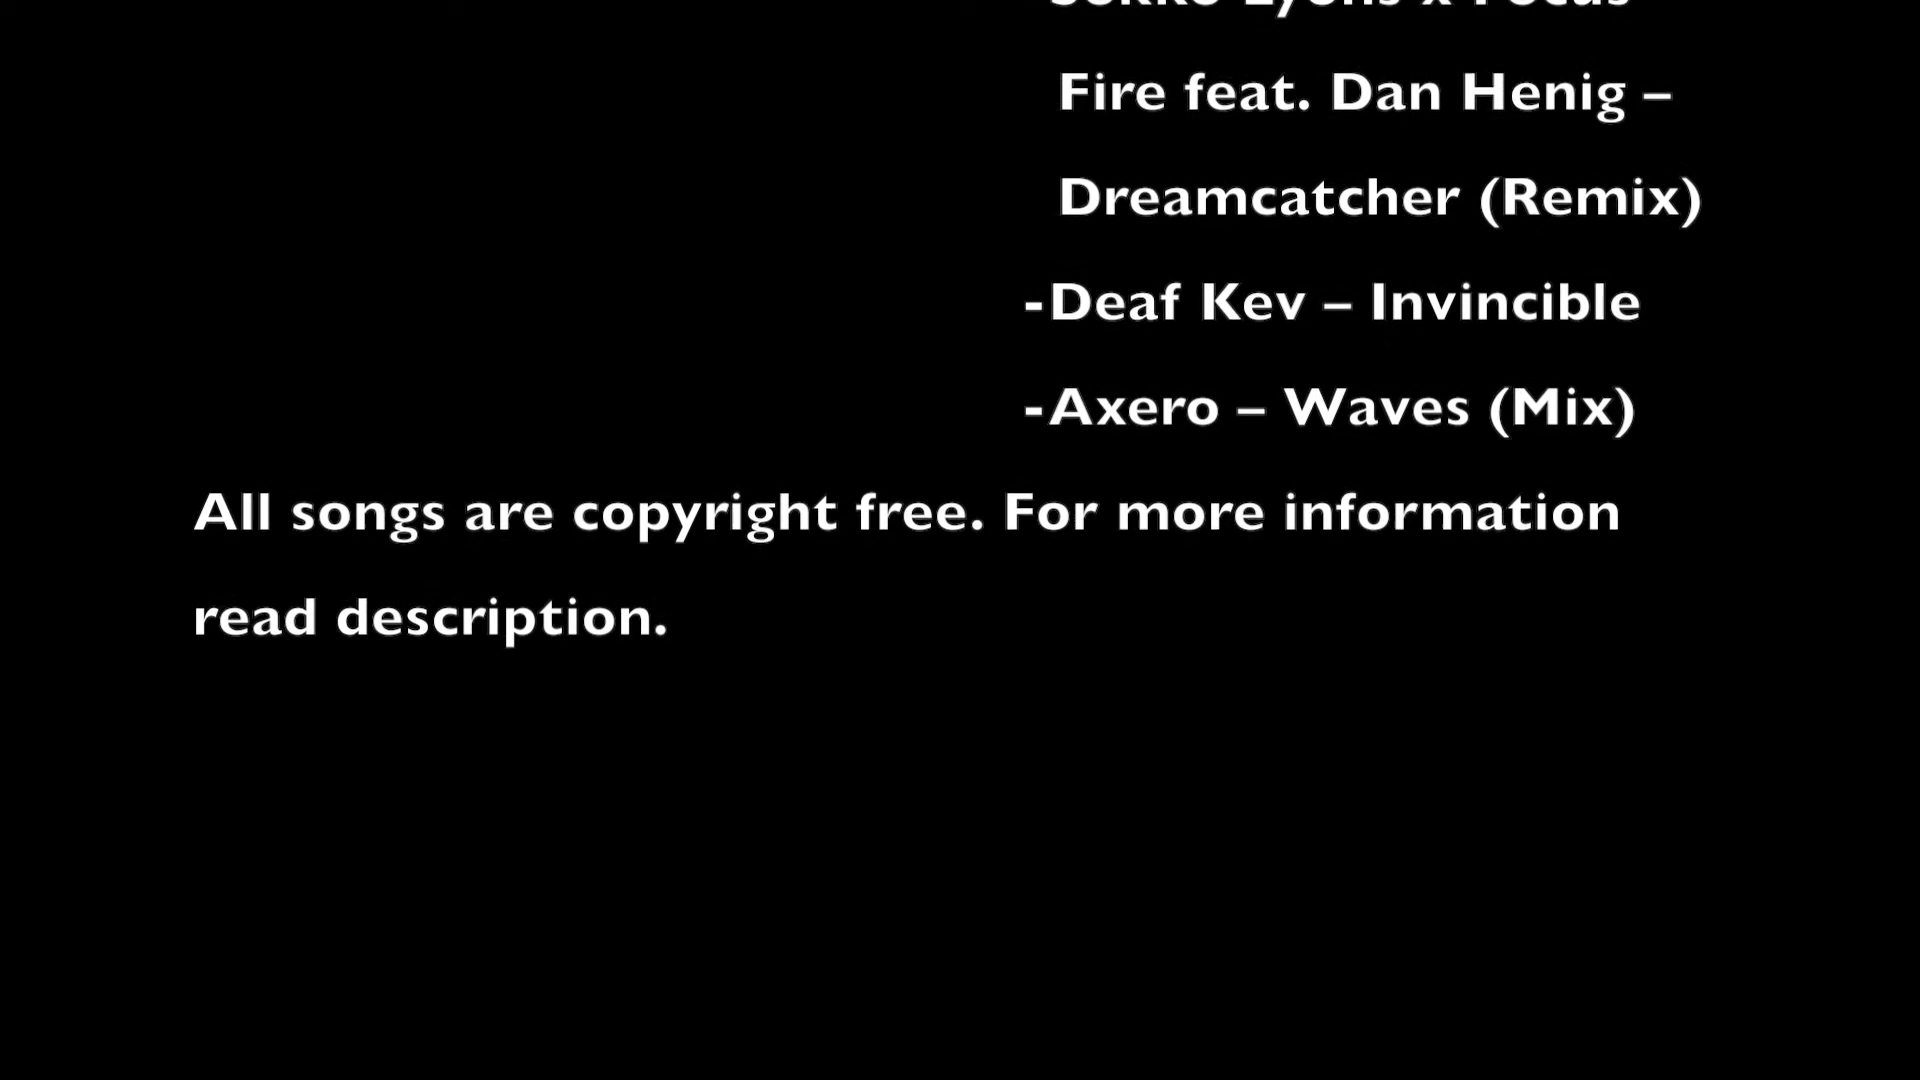 x Focus
Fire feat. Dan Henig –
Dreamcatcher (Remix)
-Deaf Kev – Invincible
-Axero – Waves (Mix)
All songs are copyright free. For more information
read description.